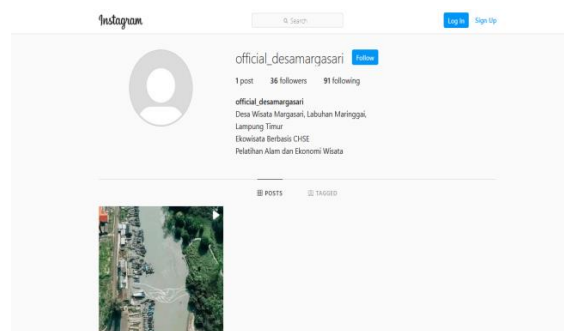 Instagram
Search
Log In Sign Up
official_desamargasari Follow
1 post 36 followers 91 following
official_desamargasari
Desa Wisata Margasari, Labuhan Maringgai,
Lampung Timur
Ekowisata Berbasis CHSE
Pelatihan Alam dan Ekonomi Wisata
POSTS TAGGED